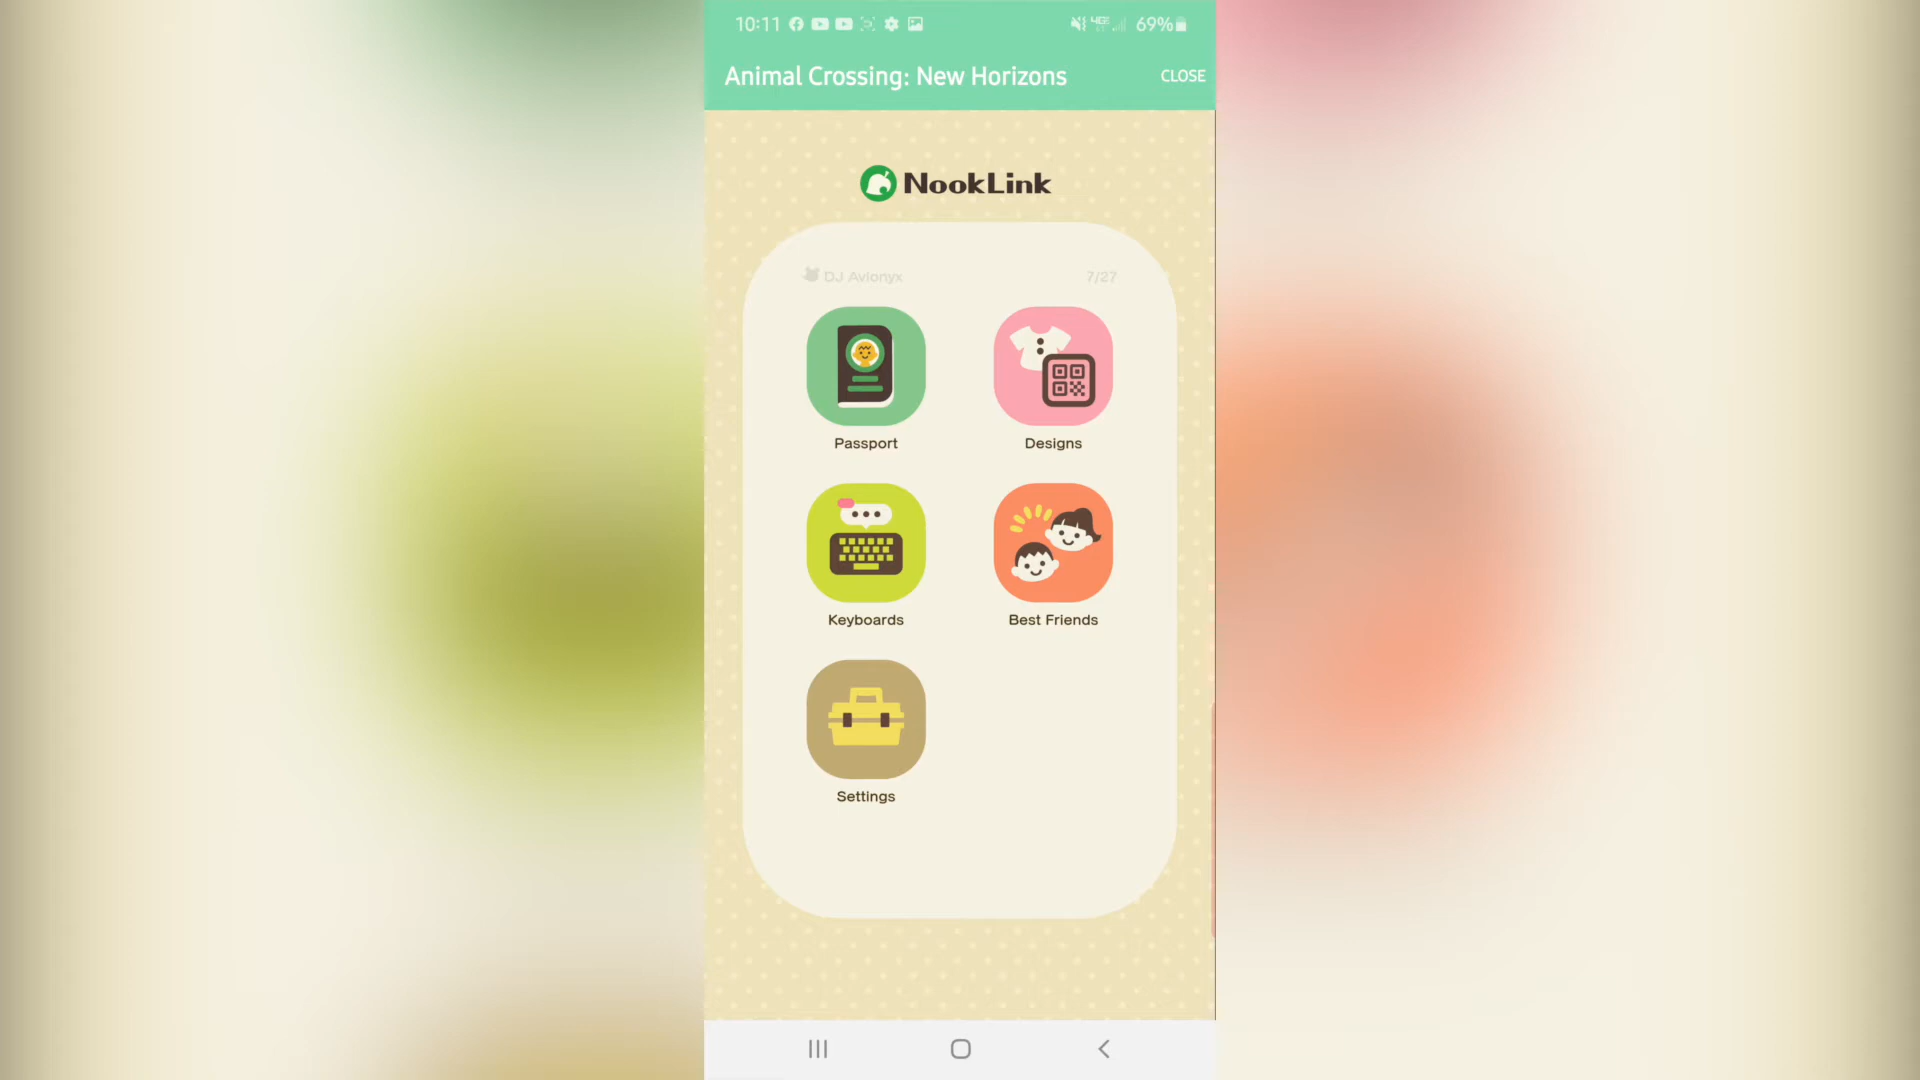 10:11 4GE 69%
Animal Crossing: New Horizons CLOSE
NookLink
DJ Avionyx 7/27
Passport Designs
Keyboards Best Friends
Settings